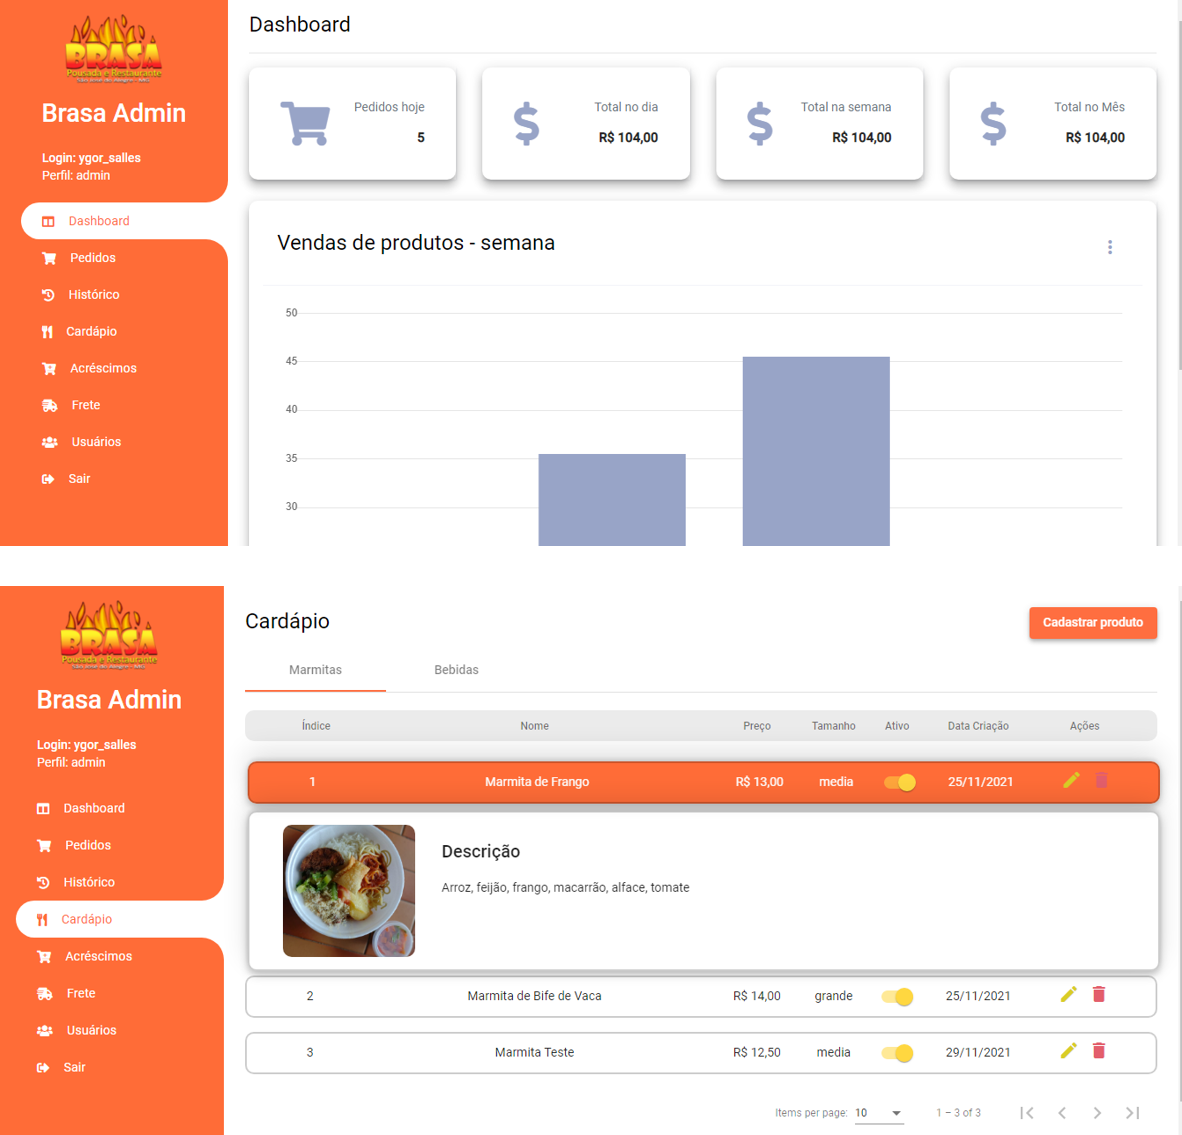 BRASA
Pousada e Restaurante
Brasa Admin
Login: ygor_salles
Perfil: admin
Dashboard
Pedidos
Histórico
Cardápio
Acréscimos
Frete
Usuários
Sair
Dashboard
Pedidos hoje
5
Total no dia
R$ 104,00
Total na semana
R$ 104,00
Total no Mês
R$ 104,00
Vendas de produtos - semana
50
45
40
35
30
BRASA
Pousada e Restaurante
Brasa Admin
Login: ygor_salles
Perfil: admin
Dashboard
Pedidos
Histórico
Cardápio
Acréscimos
Frete
Usuários
Sair
Cardápio
Cadastrar produto
Marmitas Bebidas
Índice Nome Preço Tamanho Ativo Data Criação Ações
1 Marmita de Frango R$ 13,00 media 25/11/2021
Descrição
Arroz, feijão, frango, macarrão, alface, tomate
2 Marmita de Bife de Vaca R$ 14,00 grande 25/11/2021
3 Marmita Teste R$ 12,50 media 29/11/2021
Items per page: 10 1 – 3 of 3